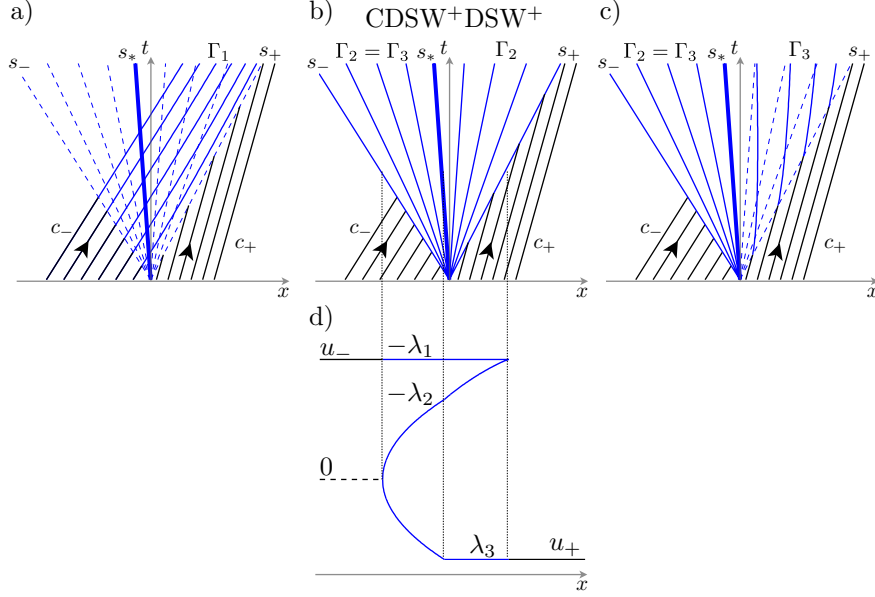 a)
b)
CDSW⁺DSW⁺
c)
s₋
s* t
Γ₁
s₊
s₋
Γ₂ = Γ₃
s* t
Γ₂
s₊
s₋
Γ₂ = Γ₃
s* t
Γ₃
s₊
c₋
c₊
c₋
c₊
c₋
c₊
x
x
x
d)
u₋
−λ₁
−λ₂
0
λ₃
u₊
x